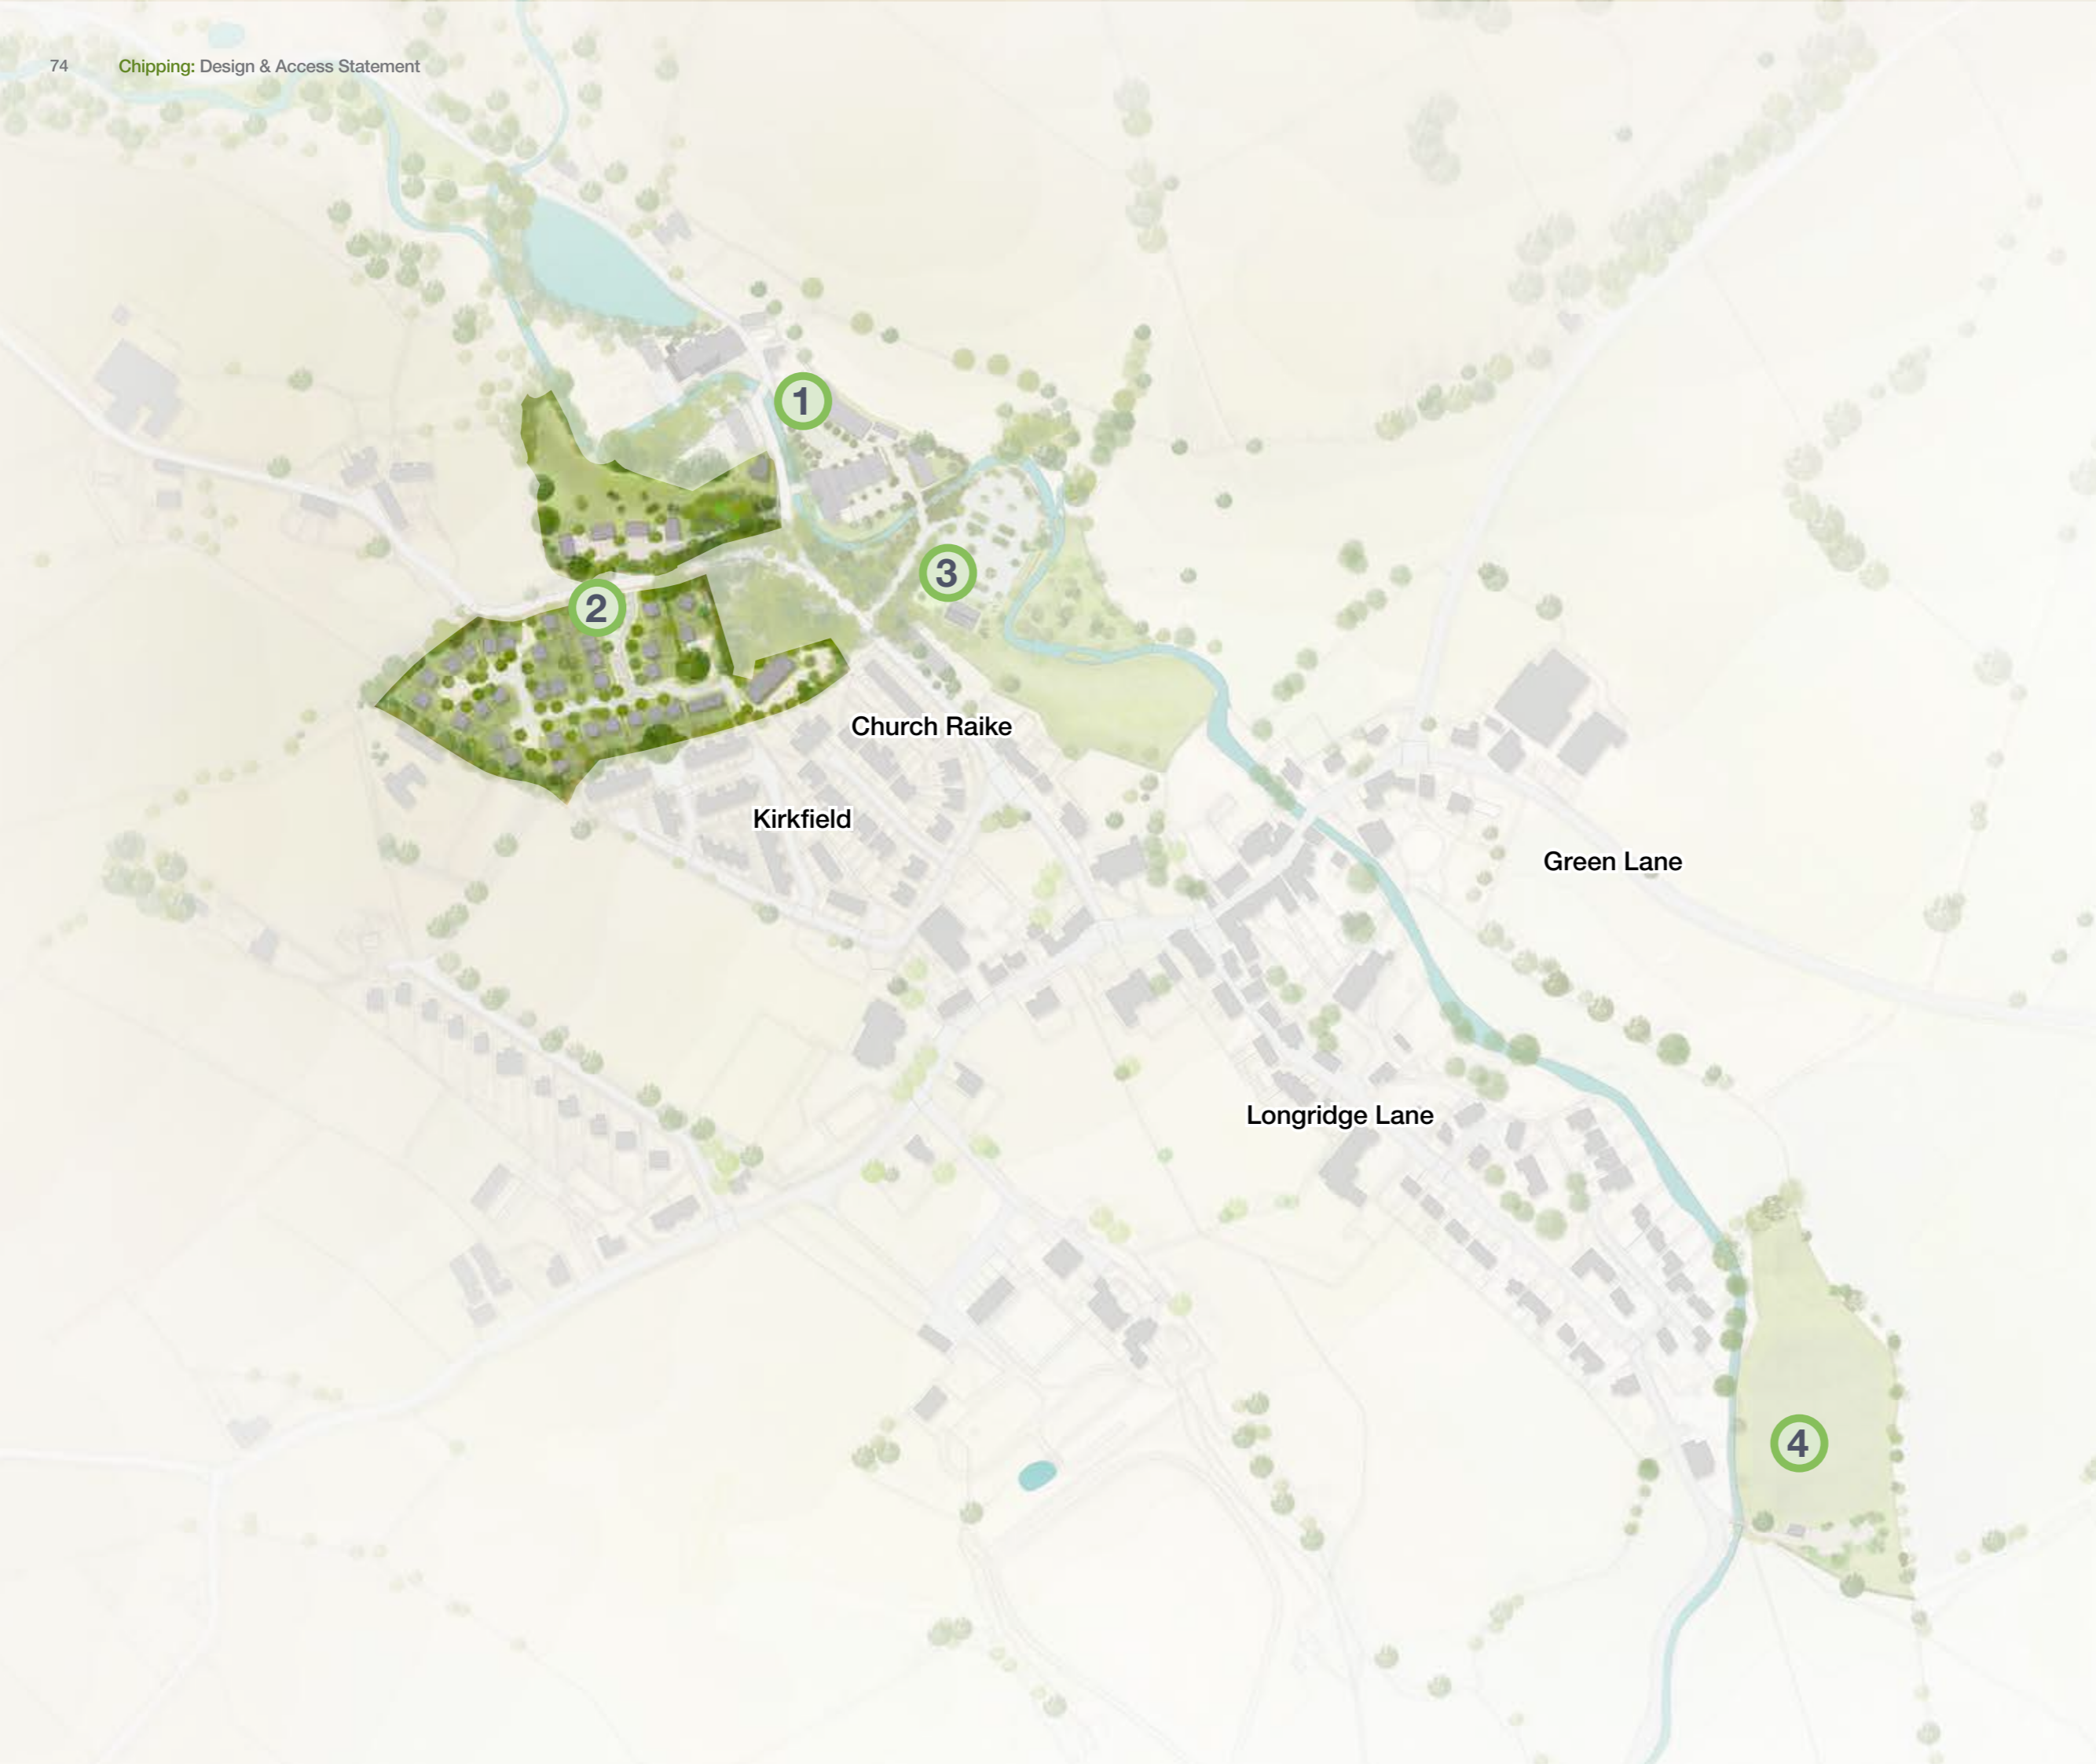 74 Chipping: Design & Access Statement
1
2
3
Church Raike
Kirkfield
Green Lane
Longridge Lane
4